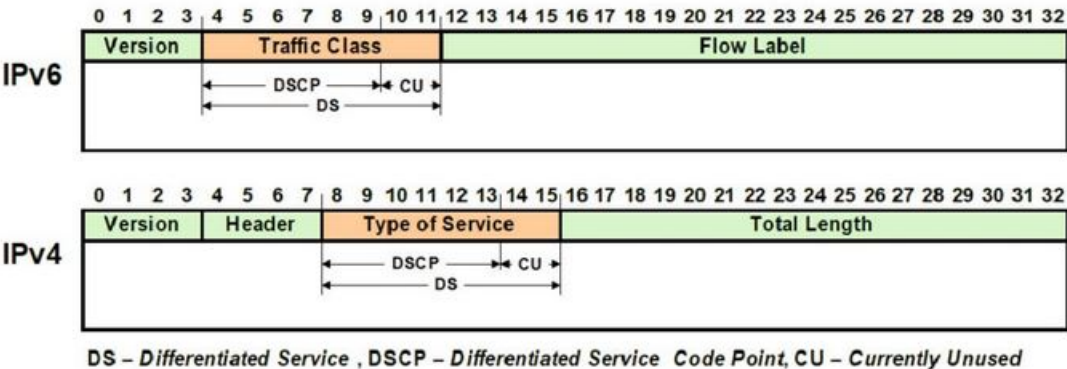 0 1 2 3 4 5 6 7 8 9 10 11 12 13 14 15 16 17 18 19 20 21 22 23 24 25 26 27 28 29 30 31 32
Version Traffic Class Flow Label
IPv6
DSCP CU
DS
0 1 2 3 4 5 6 7 8 9 10 11 12 13 14 15 16 17 18 19 20 21 22 23 24 25 26 27 28 29 30 31 32
Version Header Type of Service Total Length
IPv4
DSCP CU
DS
DS – Differentiated Service , DSCP – Differentiated Service Code Point, CU – Currently Unused